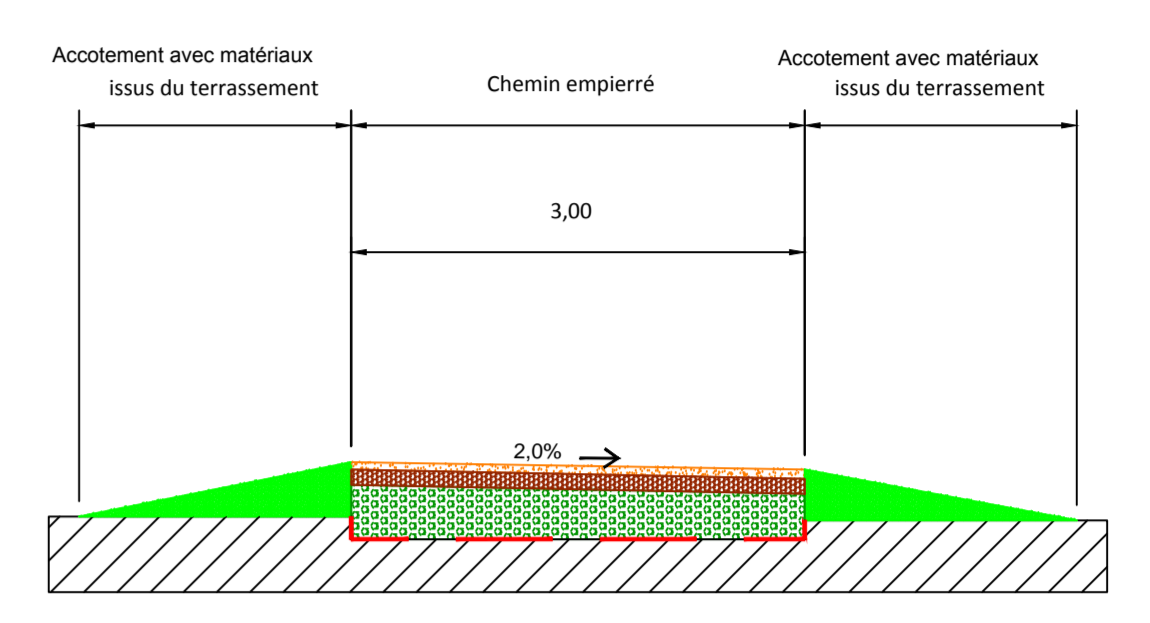 Accotement avec matériaux
issus du terrassement
Chemin empierré
Accotement avec matériaux
issus du terrassement
3,00
2,0%